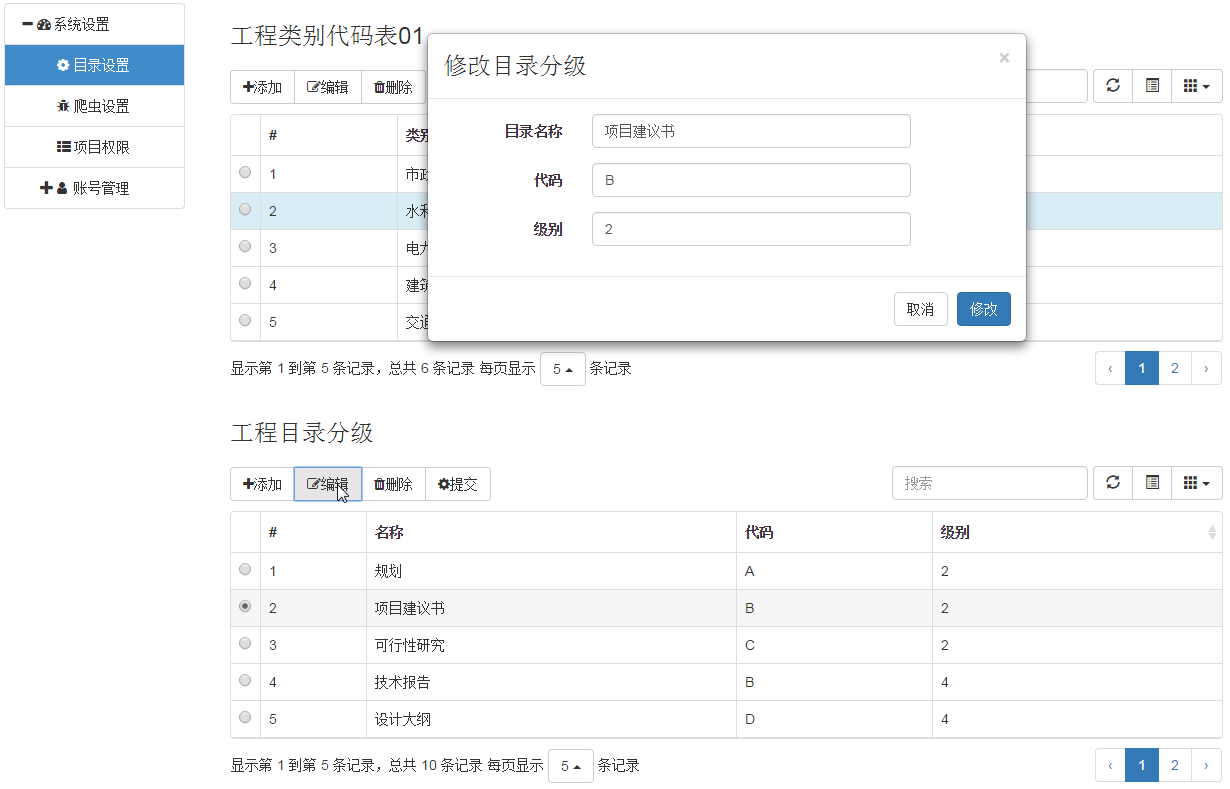 系统设置
目录设置
爬虫设置
项目权限
账号管理
工程类别代码表01
添加 编辑 删除
# 类别
1 市政
2 水利
3 电力
4 建筑
5 交通
显示第 1 到第 5 条记录，总共 6 条记录 每页显示 5 条记录
‹ 1 2 ›
修改目录分级 ×
目录名称 项目建议书
代码 B
级别 2
取消 修改
工程目录分级
添加 编辑 删除 提交 搜索
# 名称 代码 级别
1 规划 A 2
2 项目建议书 B 2
3 可行性研究 C 2
4 技术报告 B 4
5 设计大纲 D 4
显示第 1 到第 5 条记录，总共 10 条记录 每页显示 5 条记录
‹ 1 2 ›